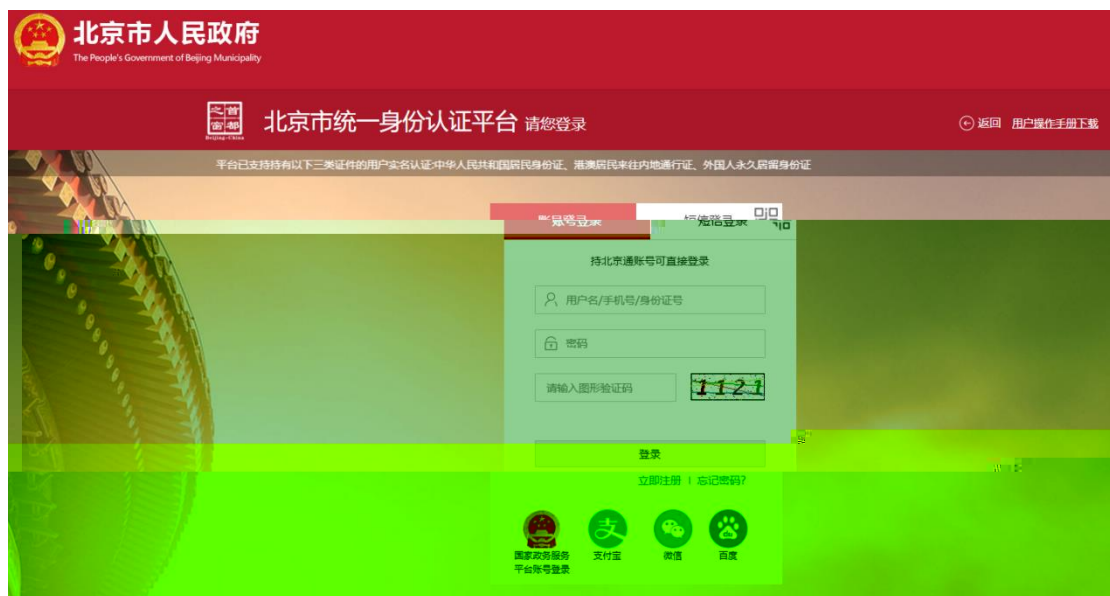 北京市人民政府
The People's Government of Beijing Municipality
首都之窗
Beijing-China
北京市统一身份认证平台 请您登录
返回 用户操作手册下载
平台已支持持有以下三类证件的用户实名认证:中华人民共和国居民身份证、港澳居民来往内地通行证、外国人永久居留身份证
账号登录 短信登录
持北京通账号可直接登录
用户名/手机号/身份证号
密码
请输入图形验证码 1121
登录
立即注册 | 忘记密码?
国家政务服务平台账号登录 支付宝 微信 百度